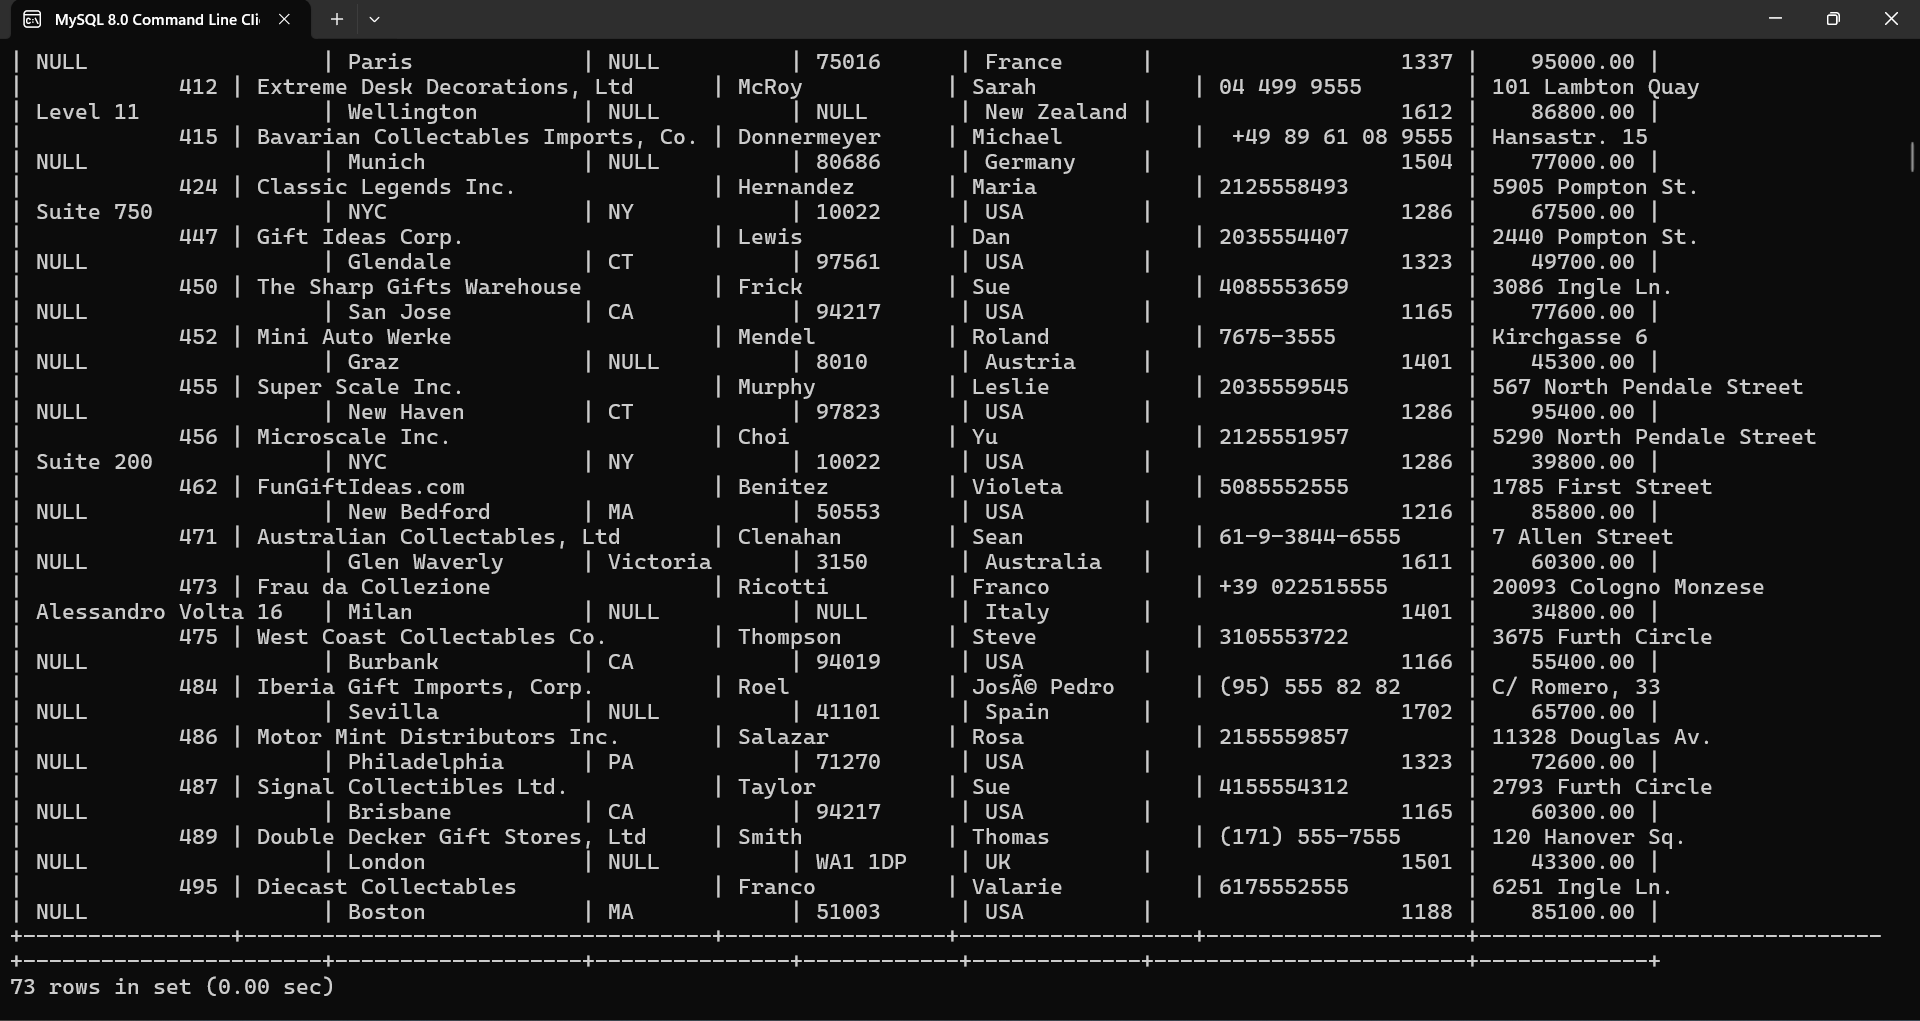 MySQL 8.0 Command Line Cli
| NULL | Paris | NULL | 75016 | France | 1337 | 95000.00 |
| 412 | Extreme Desk Decorations, Ltd | McRoy | Sarah | 04 499 9555 | 101 Lambton Quay
| Level 11 | Wellington | NULL | NULL | New Zealand | 1612 | 86800.00 |
| 415 | Bavarian Collectables Imports, Co. | Donnermeyer | Michael | +49 89 61 08 9555 | Hansastr. 15
| NULL | Munich | NULL | 80686 | Germany | 1504 | 77000.00 |
| 424 | Classic Legends Inc. | Hernandez | Maria | 2125558493 | 5905 Pompton St.
| Suite 750 | NYC | NY | 10022 | USA | 1286 | 67500.00 |
| 447 | Gift Ideas Corp. | Lewis | Dan | 2035554407 | 2440 Pompton St.
| NULL | Glendale | CT | 97561 | USA | 1323 | 49700.00 |
| 450 | The Sharp Gifts Warehouse | Frick | Sue | 4085553659 | 3086 Ingle Ln.
| NULL | San Jose | CA | 94217 | USA | 1165 | 77600.00 |
| 452 | Mini Auto Werke | Mendel | Roland | 7675-3555 | Kirchgasse 6
| NULL | Graz | NULL | 8010 | Austria | 1401 | 45300.00 |
| 455 | Super Scale Inc. | Murphy | Leslie | 2035559545 | 567 North Pendale Street
| NULL | New Haven | CT | 97823 | USA | 1286 | 95400.00 |
| 456 | Microscale Inc. | Choi | Yu | 2125551957 | 5290 North Pendale Street
| Suite 200 | NYC | NY | 10022 | USA | 1286 | 39800.00 |
| 462 | FunGiftIdeas.com | Benitez | Violeta | 5085552555 | 1785 First Street
| NULL | New Bedford | MA | 50553 | USA | 1216 | 85800.00 |
| 471 | Australian Collectables, Ltd | Clenahan | Sean | 61-9-3844-6555 | 7 Allen Street
| NULL | Glen Waverly | Victoria | 3150 | Australia | 1611 | 60300.00 |
| 473 | Frau da Collezione | Ricotti | Franco | +39 022515555 | 20093 Cologno Monzese
| Alessandro Volta 16 | Milan | NULL | NULL | Italy | 1401 | 34800.00 |
| 475 | West Coast Collectables Co. | Thompson | Steve | 3105553722 | 3675 Furth Circle
| NULL | Burbank | CA | 94019 | USA | 1166 | 55400.00 |
| 484 | Iberia Gift Imports, Corp. | Roel | JosÃ© Pedro | (95) 555 82 82 | C/ Romero, 33
| NULL | Sevilla | NULL | 41101 | Spain | 1702 | 65700.00 |
| 486 | Motor Mint Distributors Inc. | Salazar | Rosa | 2155559857 | 11328 Douglas Av.
| NULL | Philadelphia | PA | 71270 | USA | 1323 | 72600.00 |
| 487 | Signal Collectibles Ltd. | Taylor | Sue | 4155554312 | 2793 Furth Circle
| NULL | Brisbane | CA | 94217 | USA | 1165 | 60300.00 |
| 489 | Double Decker Gift Stores, Ltd | Smith | Thomas | (171) 555-7555 | 120 Hanover Sq.
| NULL | London | NULL | WA1 1DP | UK | 1501 | 43300.00 |
| 495 | Diecast Collectables | Franco | Valarie | 6175552555 | 6251 Ingle Ln.
| NULL | Boston | MA | 51003 | USA | 1188 | 85100.00 |
+----------------+------------------------------------+-----------------+------------------+--------------------+-------------------------------
+-----------------------+-------------------+---------------+------------+-------------+------------------------+-------------+
73 rows in set (0.00 sec)